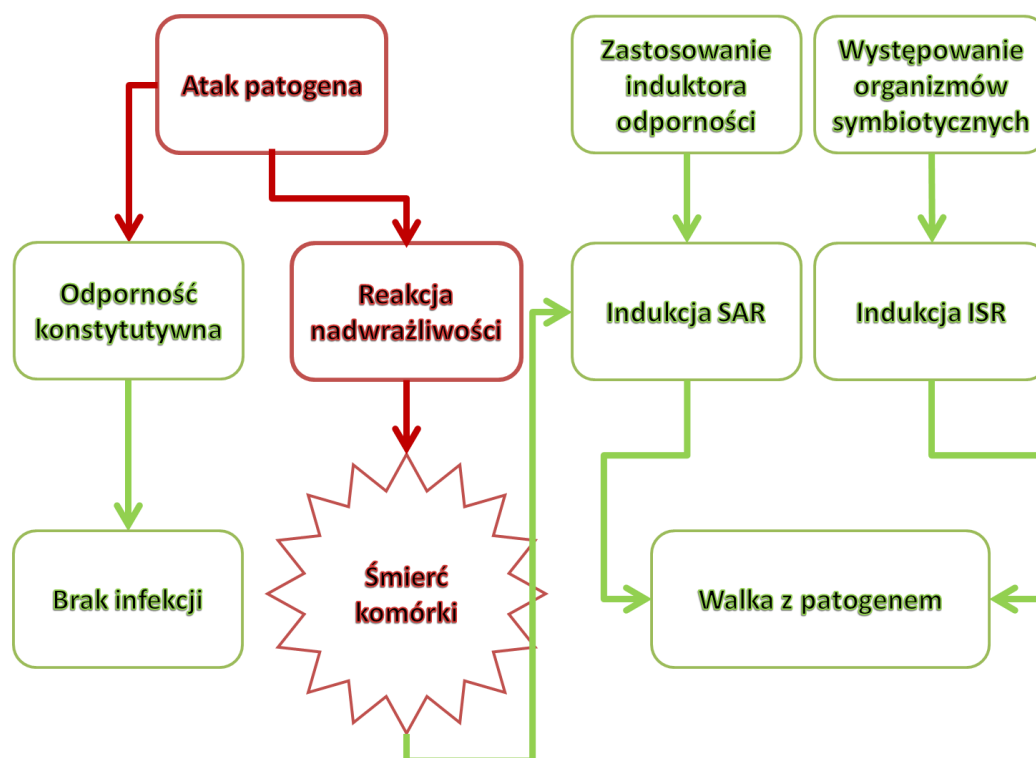 Atak patogena
Zastosowanie
induktora
odporności
Występowanie
organizmów
symbiotycznych
Odporność
konstytutywna
Reakcja
nadwrażliwości
Indukcja SAR
Indukcja ISR
Brak infekcji
Śmierć
komórki
Walka z patogenem